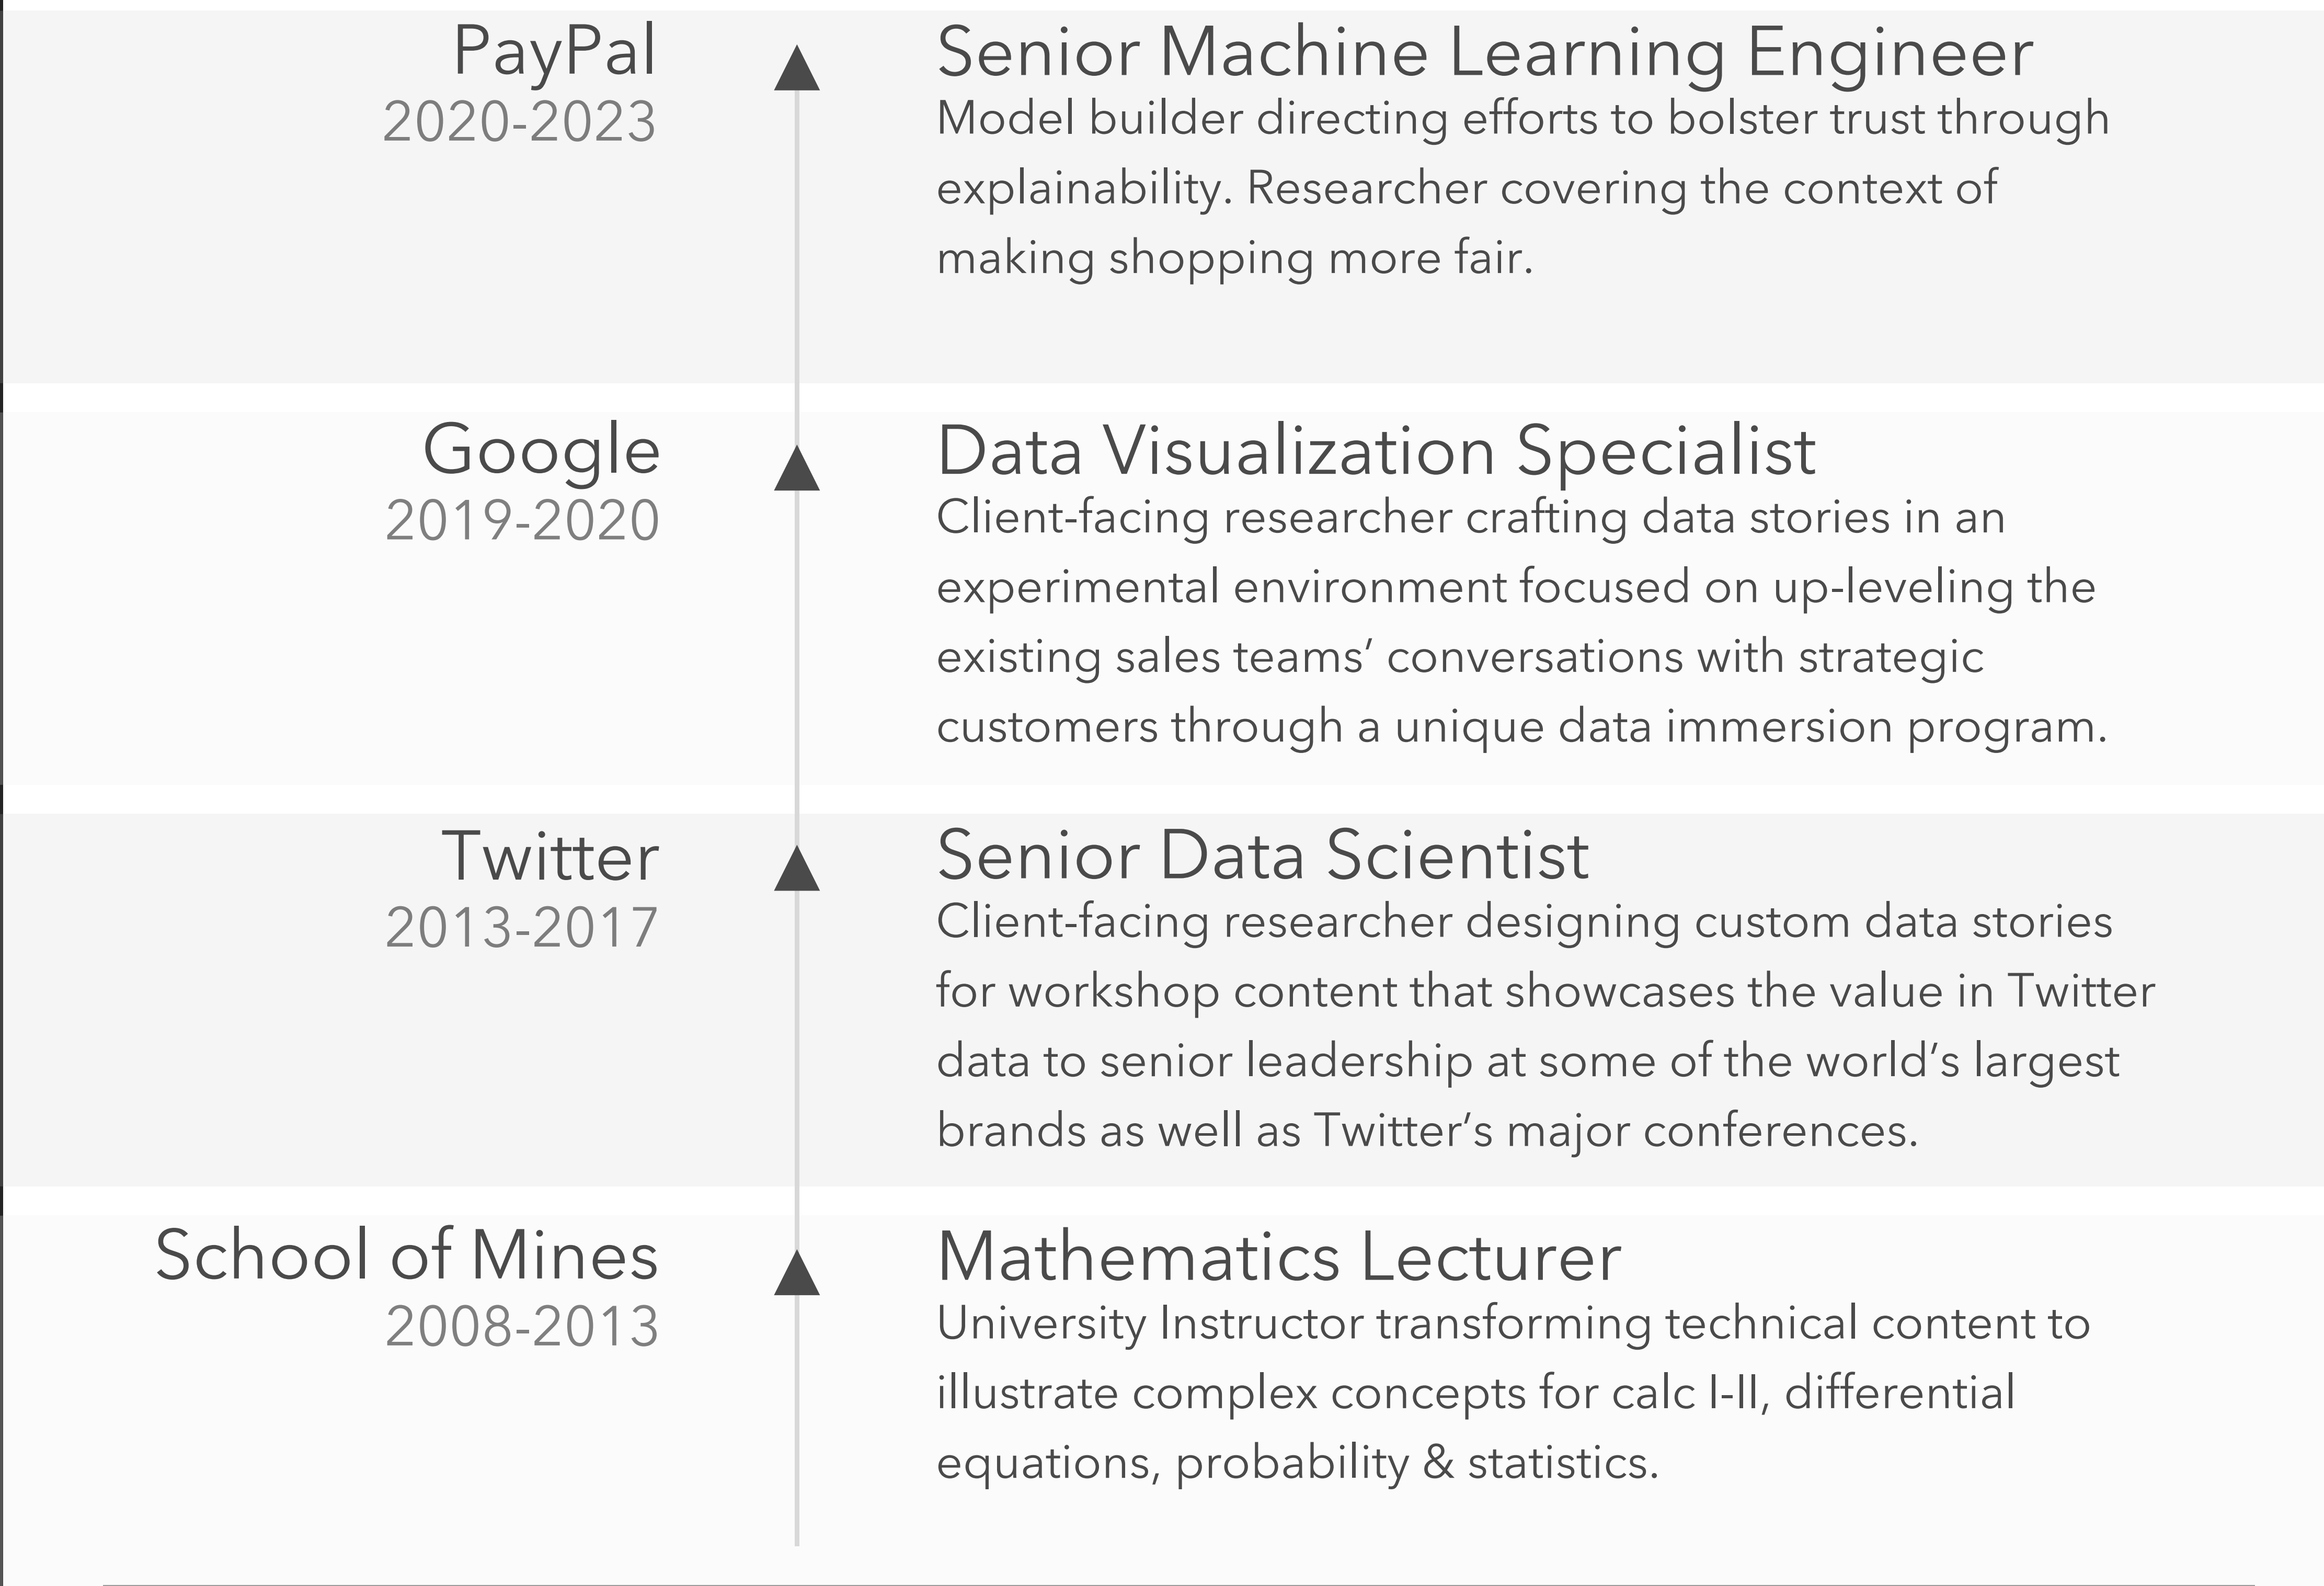 PayPal
2020-2023
Senior Machine Learning Engineer
Model builder directing efforts to bolster trust through
explainability. Researcher covering the context of
making shopping more fair.
Google
2019-2020
Data Visualization Specialist
Client-facing researcher crafting data stories in an
experimental environment focused on up-leveling the
existing sales teams’ conversations with strategic
customers through a unique data immersion program.
Twitter
2013-2017
Senior Data Scientist
Client-facing researcher designing custom data stories
for workshop content that showcases the value in Twitter
data to senior leadership at some of the world’s largest
brands as well as Twitter’s major conferences.
School of Mines
2008-2013
Mathematics Lecturer
University Instructor transforming technical content to
illustrate complex concepts for calc I-II, differential
equations, probability & statistics.